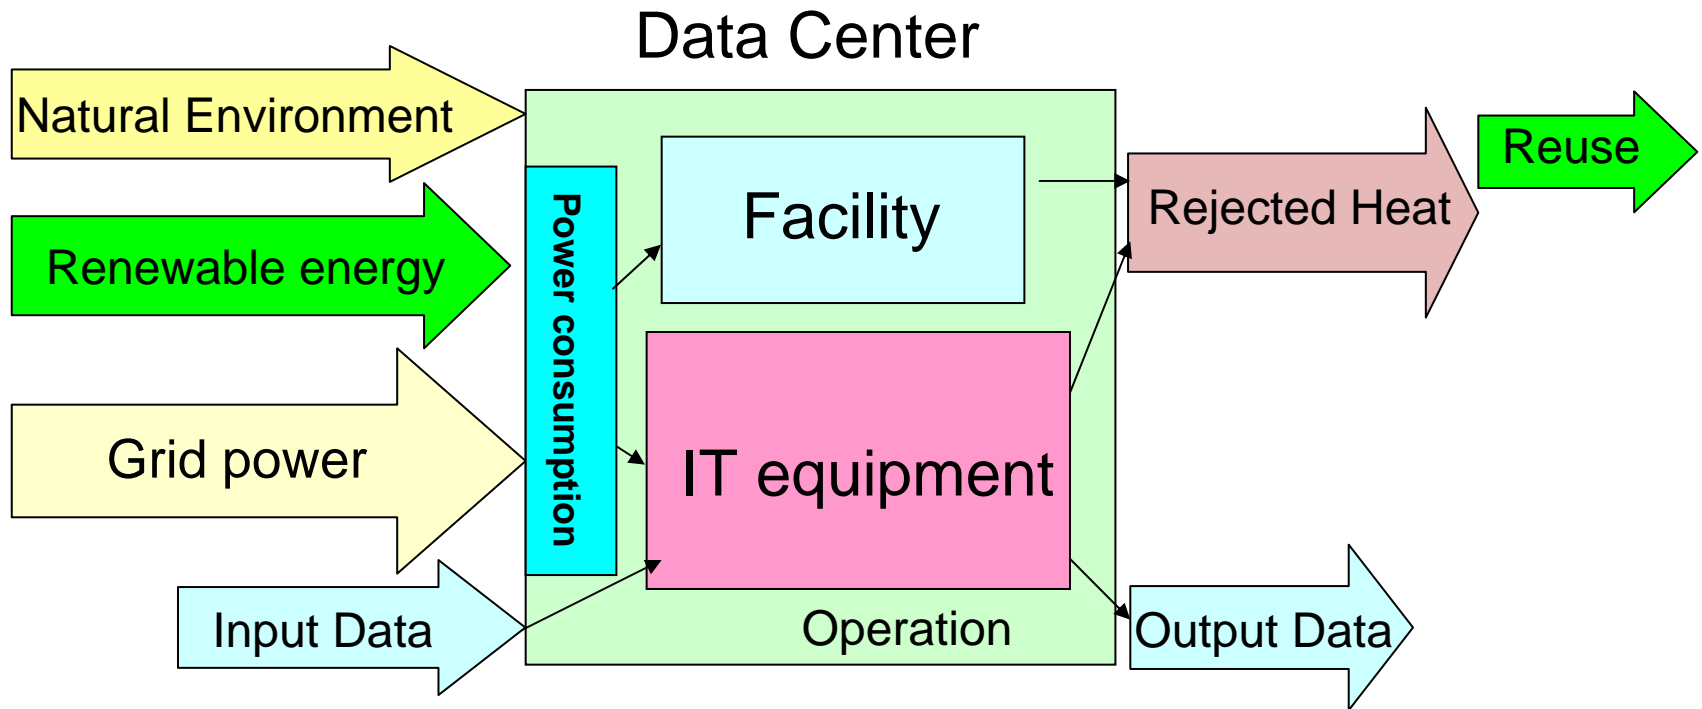 Data Center
Natural Environment
Renewable energy
Grid power
Input Data
Power consumption
Facility
IT equipment
Operation
Rejected Heat
Reuse
Output Data